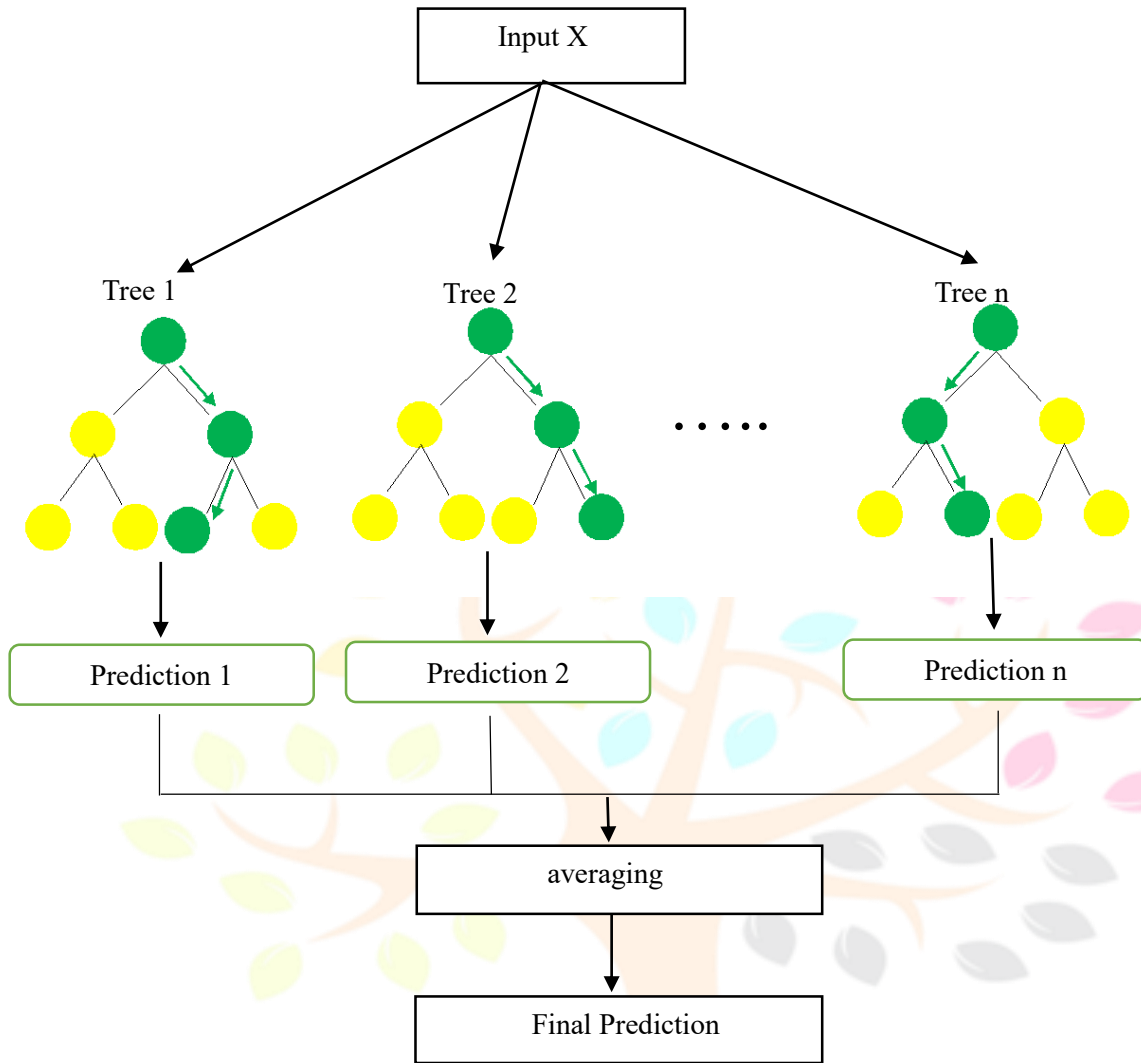 Input X
Tree 1
Tree 2
Tree n
.....
Prediction 1
Prediction 2
Prediction n
averaging
Final Prediction